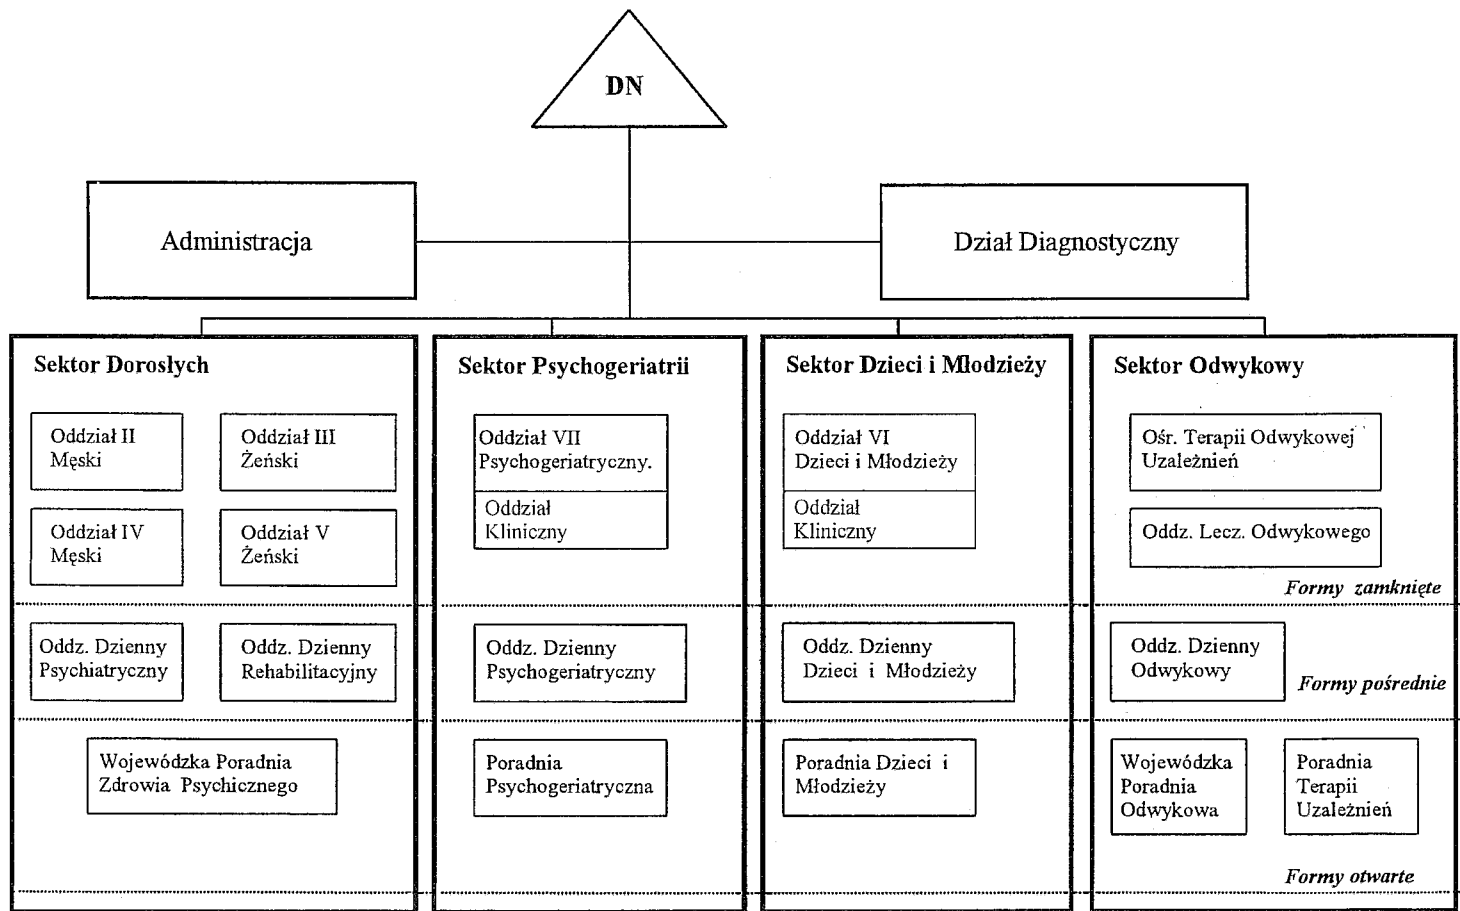 DN
Administracja
Dział Diagnostyczny
Sektor Dorosłych
Oddział II
Męski
Oddział III
Żeński
Oddział IV
Męski
Oddział V
Żeński
Oddz. Dzienny
Psychiatryczny
Oddz. Dzienny
Rehabilitacyjny
Wojewódzka Poradnia
Zdrowia Psychicznego
Sektor Psychogeriatrii
Oddział VII
Psychogeriatryczny.
Oddział
Kliniczny
Oddz. Dzienny
Psychogeriatryczny
Poradnia
Psychogeriatryczna
Sektor Dzieci i Młodzieży
Oddział VI
Dzieci i Młodzieży
Oddział
Kliniczny
Oddz. Dzienny
Dzieci i Młodzieży
Poradnia Dzieci i
Młodzieży
Sektor Odwykowy
Ośr. Terapii Odwykowej
Uzależnień
Oddz. Lecz. Odwykowego
Formy zamknięte
Oddz. Dzienny
Odwykowy
Formy pośrednie
Wojewódzka
Poradnia
Odwykowa
Poradnia
Terapii
Uzależnień
Formy otwarte